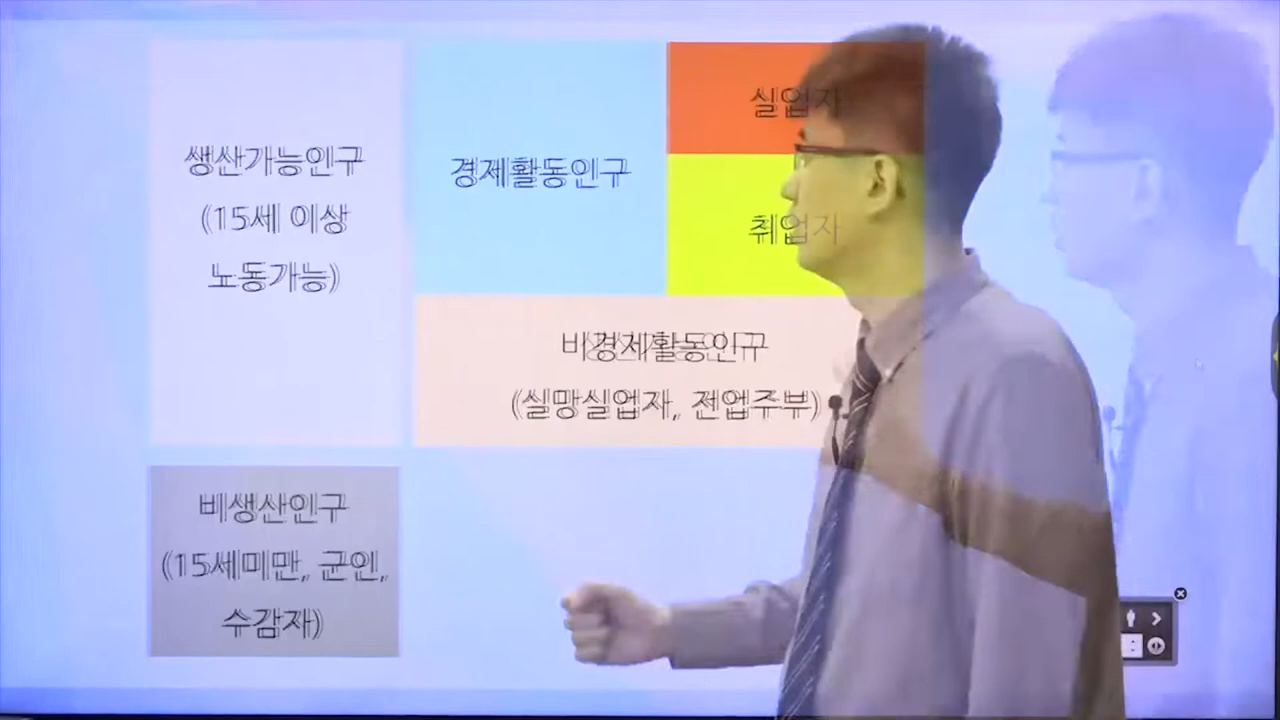 생산가능인구
(15세 이상
노동가능)
경제활동인구
실업자
취업자
비경제활동인구
(실망실업자, 전업주부)
비생산인구
(15세미만, 군인,
수감자)